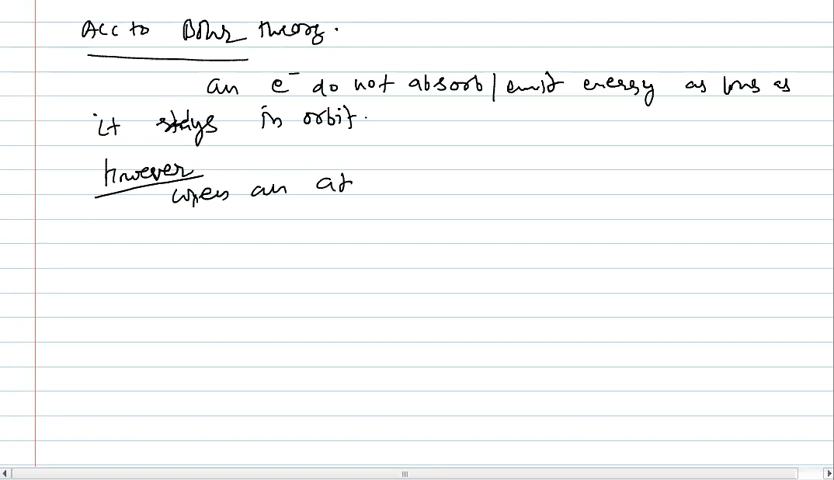 Acc to Bohr theory.
an e⁻ do not absorb/emit energy as long as
it stays in orbit.
however
when an at